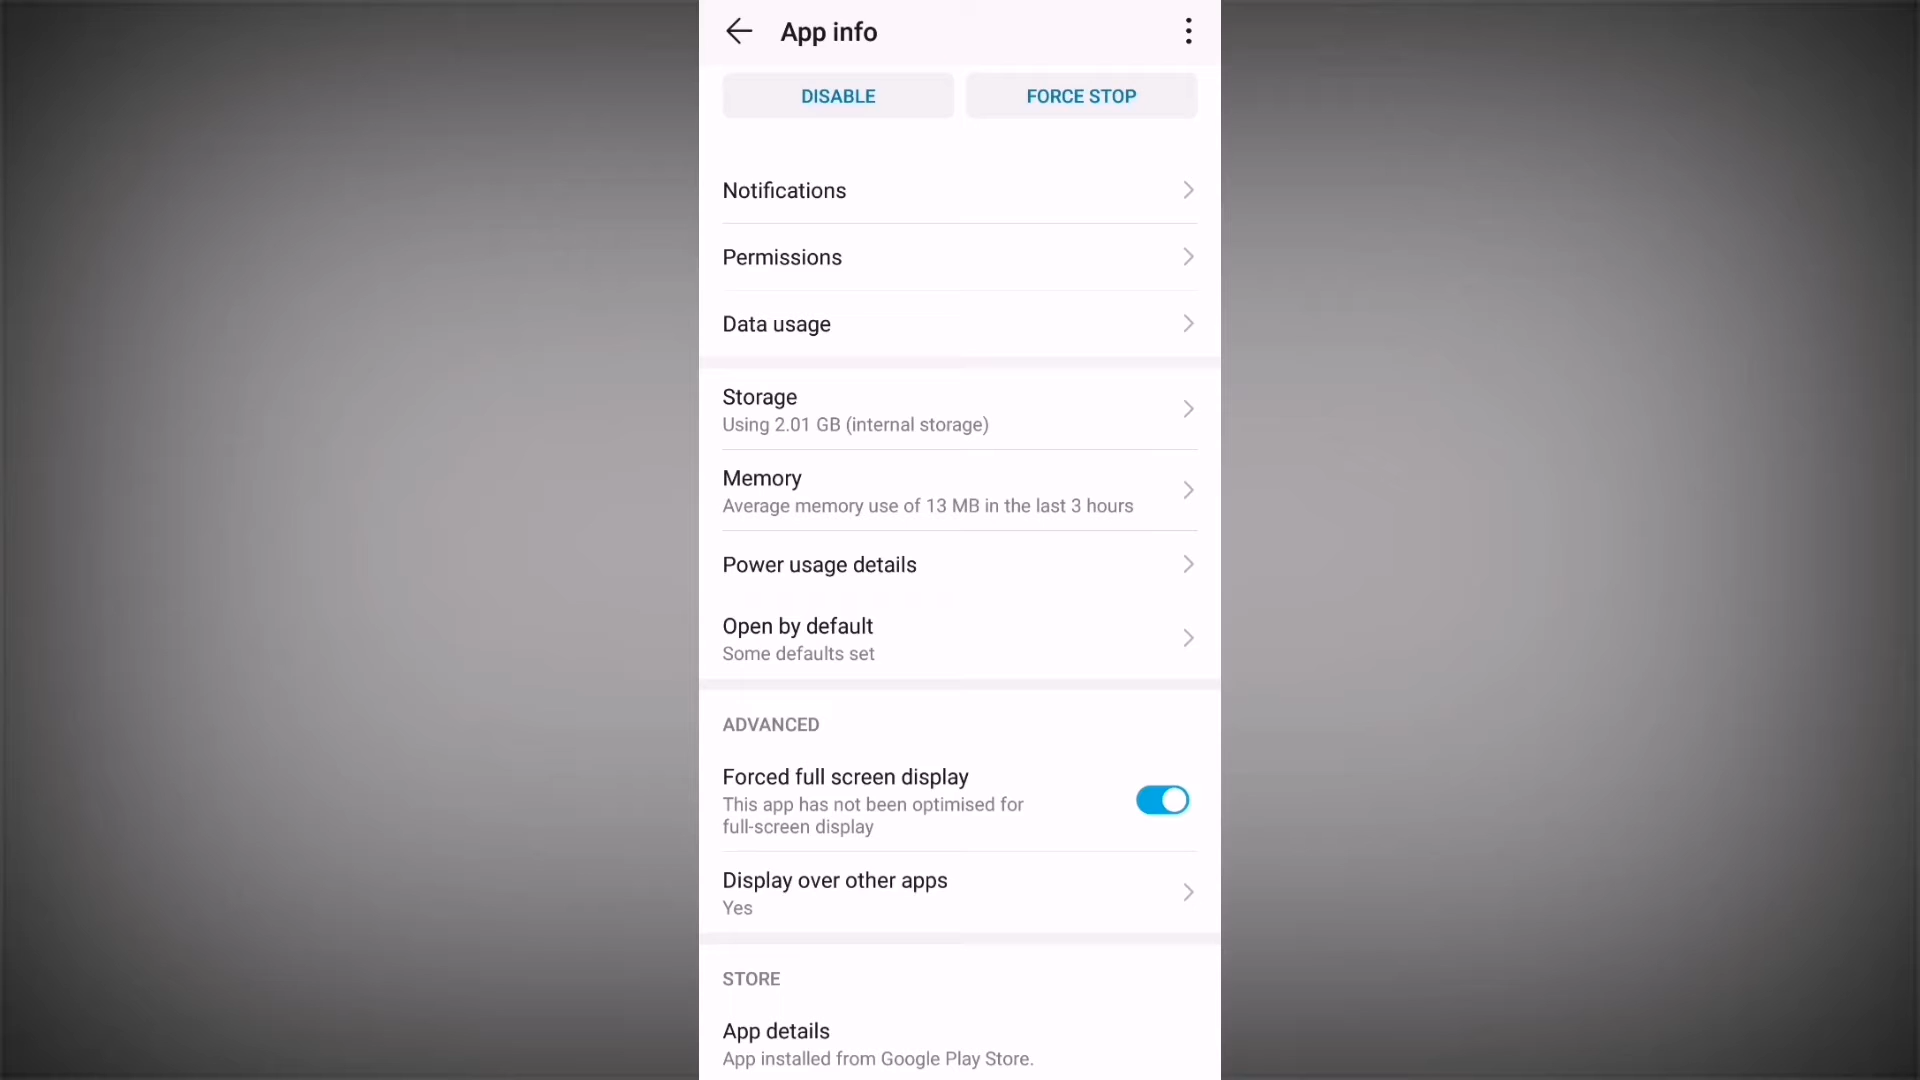 App info
DISABLE
FORCE STOP
Notifications
Permissions
Data usage
Storage
Using 2.01 GB (internal storage)
Memory
Average memory use of 13 MB in the last 3 hours
Power usage details
Open by default
Some defaults set
ADVANCED
Forced full screen display
This app has not been optimised for
full-screen display
Display over other apps
Yes
STORE
App details
App installed from Google Play Store.